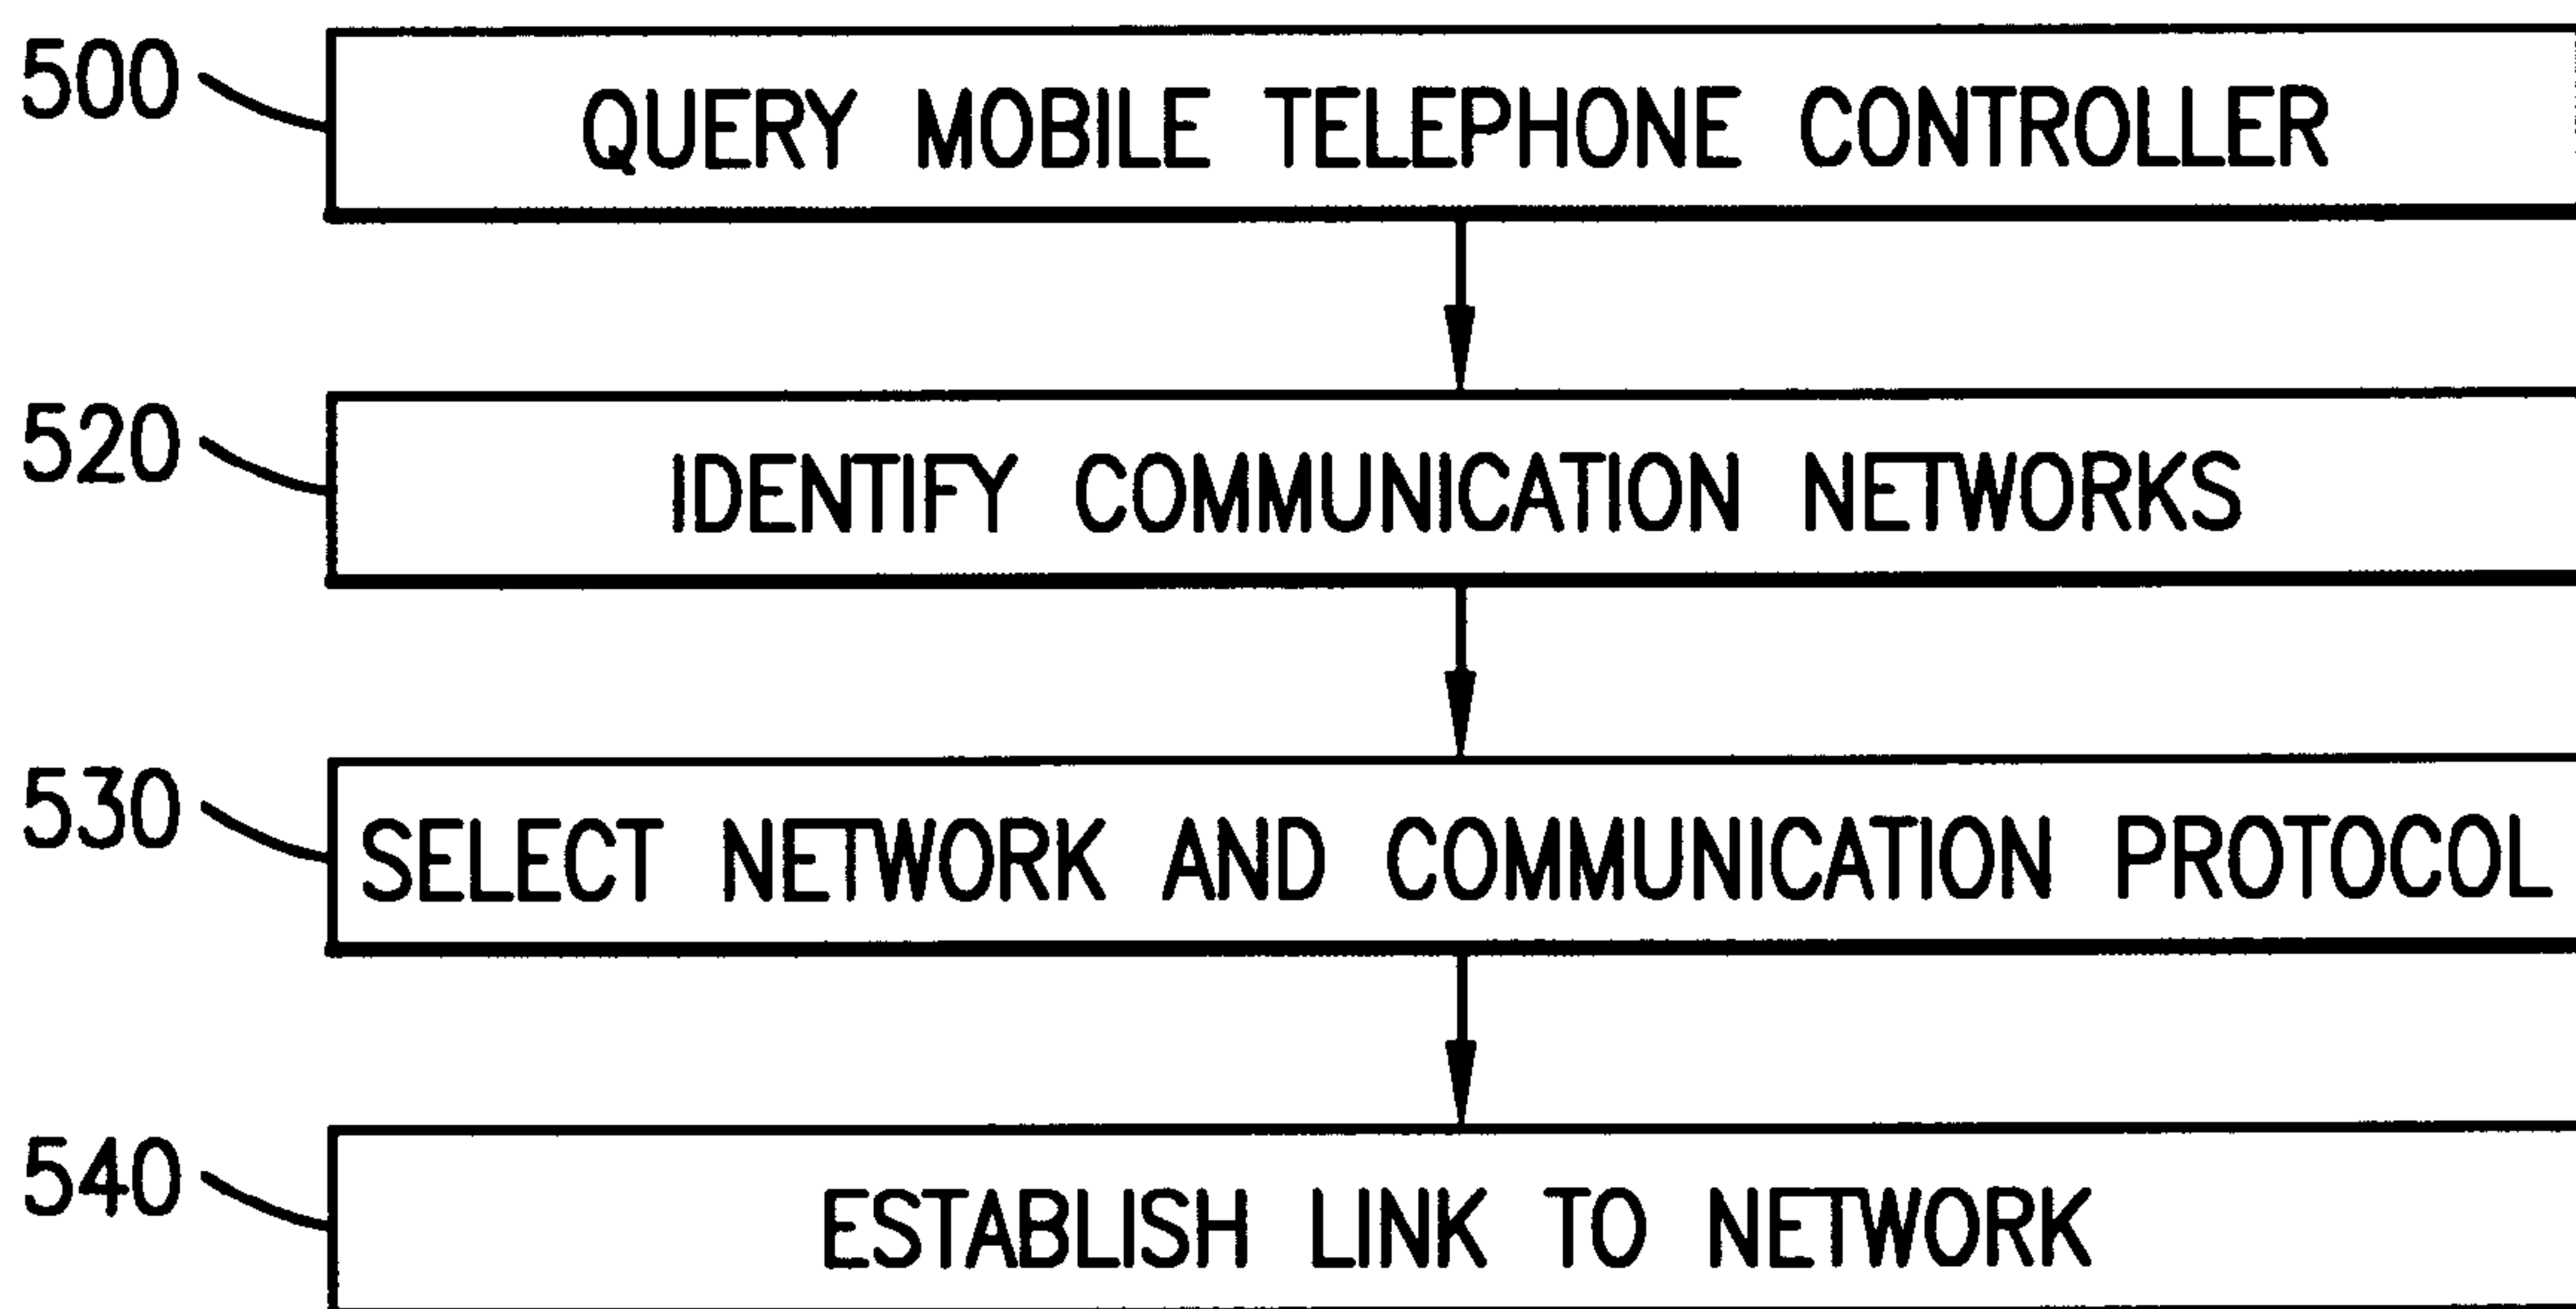 500
QUERY MOBILE TELEPHONE CONTROLLER
520
IDENTIFY COMMUNICATION NETWORKS
530
SELECT NETWORK AND COMMUNICATION PROTOCOL
540
ESTABLISH LINK TO NETWORK